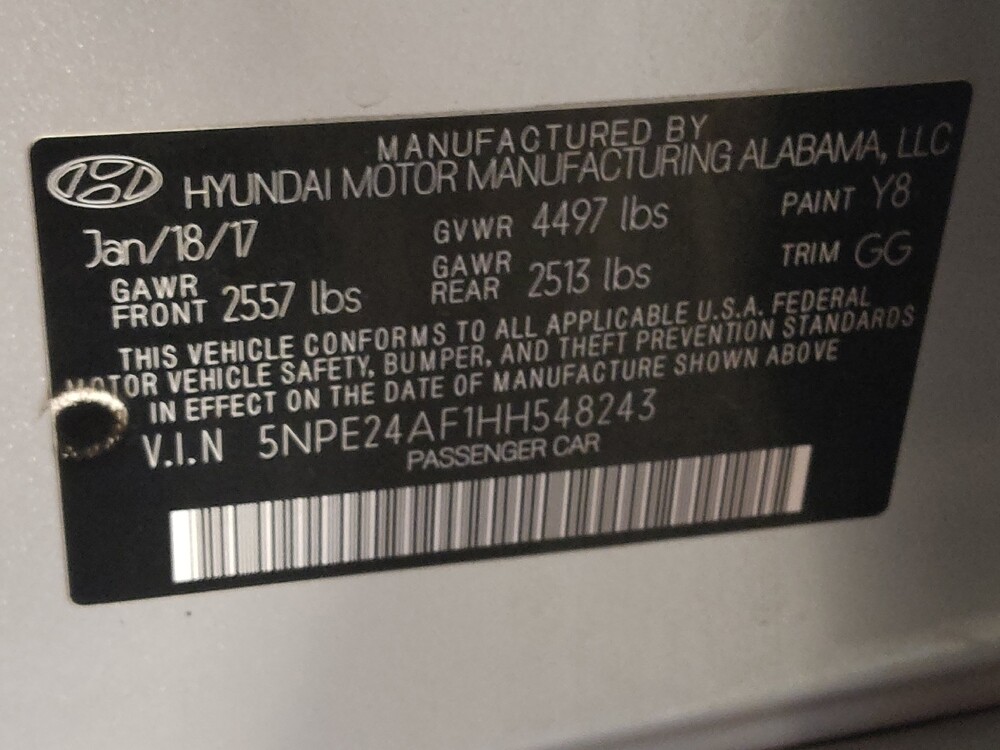 MANUFACTURED BY
HYUNDAI MOTOR MANUFACTURING ALABAMA, LLC
Jan/18/17 GVWR 4497 lbs PAINT Y8
GAWR FRONT 2557 lbs GAWR REAR 2513 lbs TRIM GG
THIS VEHICLE CONFORMS TO ALL APPLICABLE U.S.A. FEDERAL
MOTOR VEHICLE SAFETY, BUMPER, AND THEFT PREVENTION STANDARDS
IN EFFECT ON THE DATE OF MANUFACTURE SHOWN ABOVE
V.I.N 5NPE24AF1HH548243
PASSENGER CAR